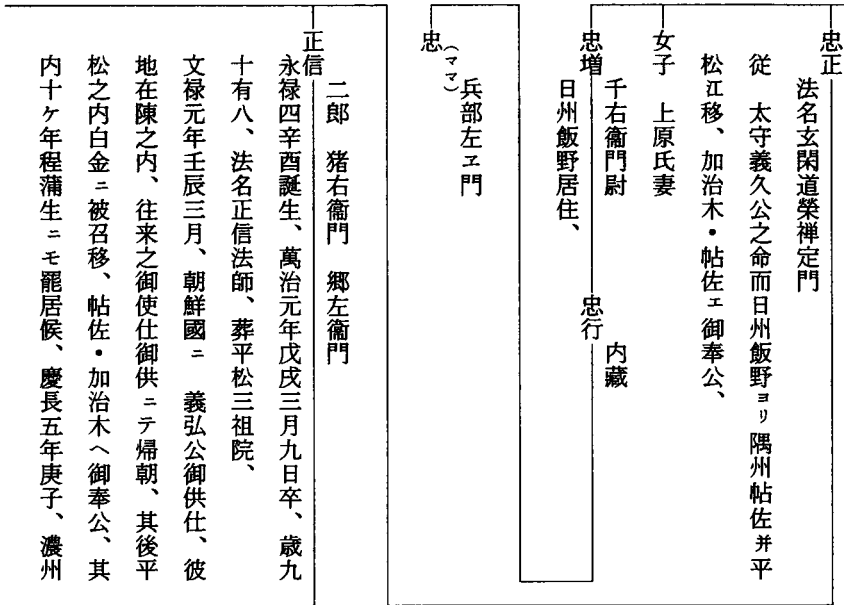 忠正
法名玄閑道榮禅定門
従　太守義久公之命而日州飯野ヨリ隅州帖佐并平
松江移、加治木・帖佐エ御奉公、
女子　上原氏妻
忠増　千右衞門尉
日州飯野居住、
忠行　内藏
忠（ママ）
兵部左ヱ門
正信
二郎　猪右衞門　郷左衞門
永禄四辛酉誕生、萬治元年戊戌三月九日卒、歳九
十有八、法名正信法師、葬平松三祖院、
文禄元年壬辰三月、朝鮮國ニ　義弘公御供仕、彼
地在陳之内、往来之御使仕御供ニテ帰朝、其後平
松之内白金ニ被召移、帖佐・加治木へ御奉公、其
内十ケ年程蒲生ニモ罷居候、慶長五年庚子、濃州